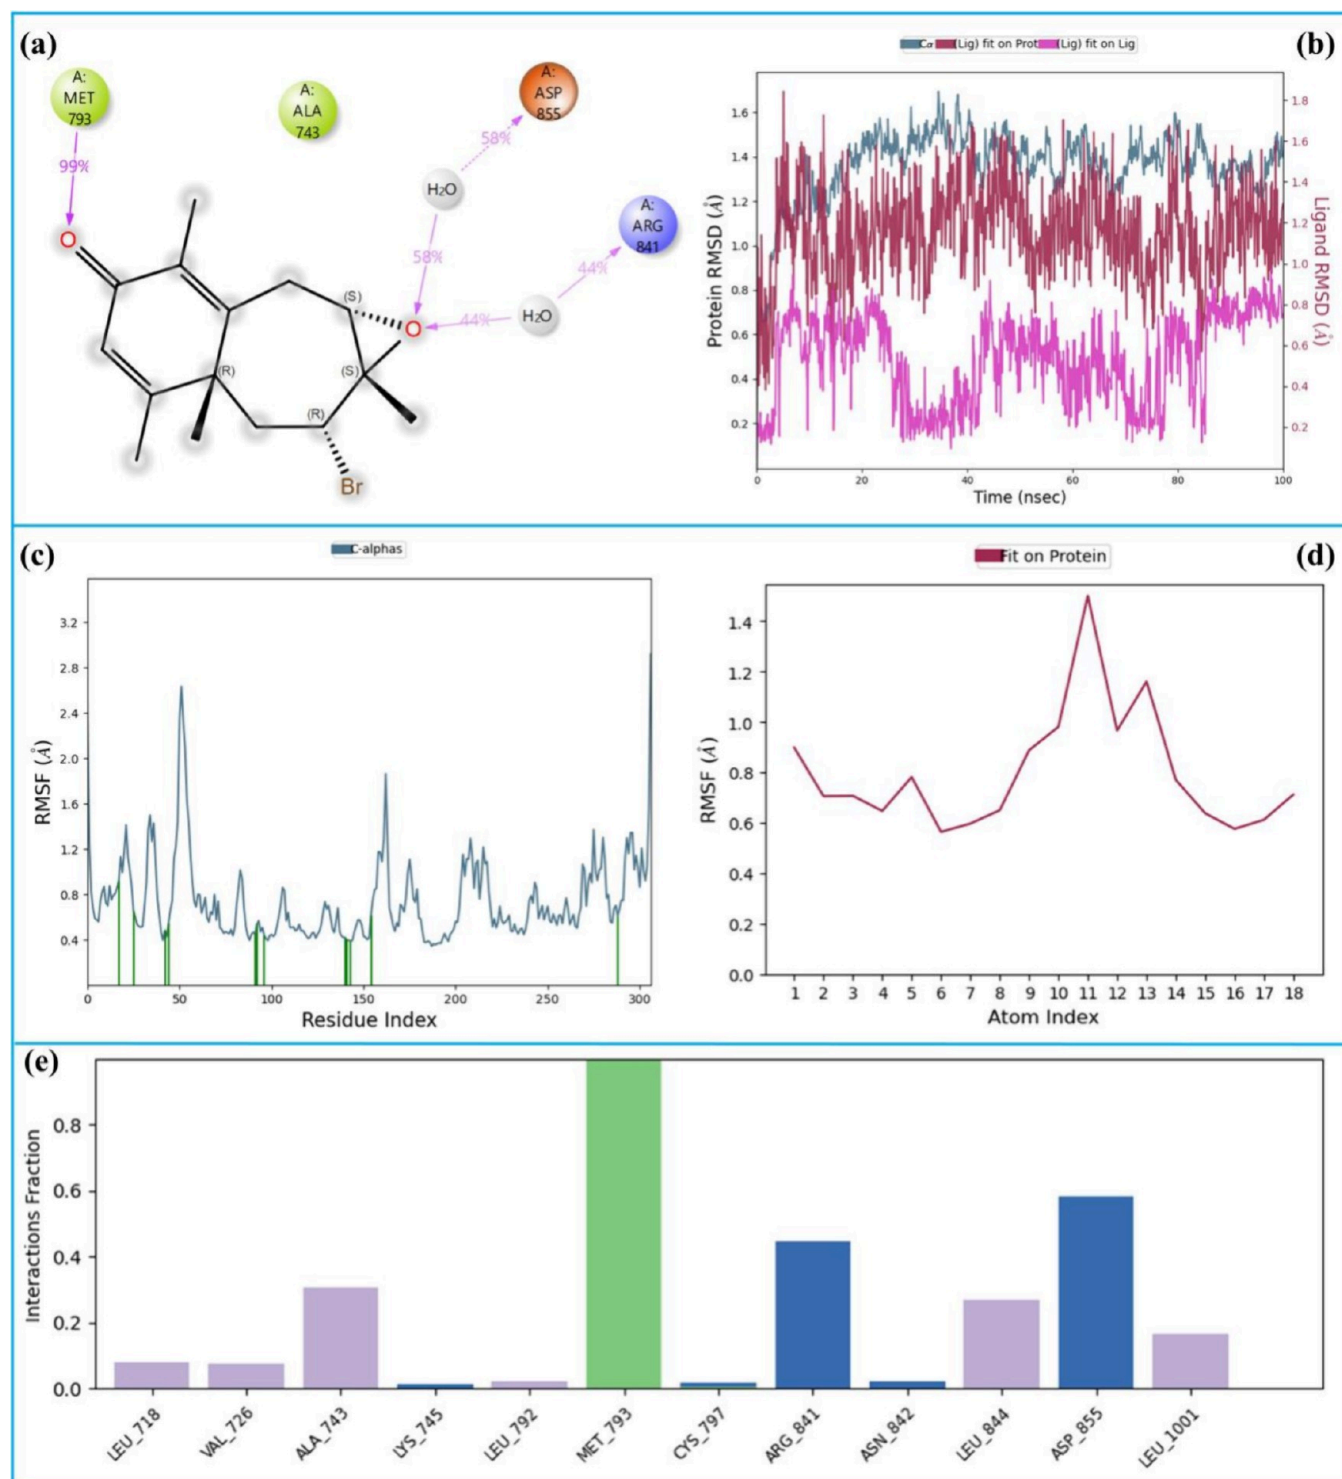 (a)
A:
MET
793
A:
ALA
743
A:
ASP
855
99%
58%
H₂O
A:
ARG
841
O
58%
44%
(S)
O
44%
H₂O
(R)
(S)
(R)
Br
(b)
Cα (Lig) fit on Prot (Lig) fit on Lig
Protein RMSD (Å)
1.6
1.4
1.2
1.0
0.8
0.6
0.4
0.2
Ligand RMSD (Å)
1.8
1.6
1.4
1.2
1.0
0.8
0.6
0.4
0.2
0 20 40 60 80 100
Time (nsec)
(c)
C-alphas
RMSF (Å)
3.2
2.8
2.4
2.0
1.6
1.2
0.8
0.4
0 50 100 150 200 250 300
Residue Index
(d)
Fit on Protein
RMSF (Å)
1.4
1.2
1.0
0.8
0.6
0.4
0.2
0.0
1 2 3 4 5 6 7 8 9 10 11 12 13 14 15 16 17 18
Atom Index
(e)
Interactions Fraction
0.8
0.6
0.4
0.2
0.0
LEU_718 VAL_726 ALA_743 LYS_745 LEU_792 MET_793 CYS_797 ARG_841 ASN_842 LEU_844 ASP_855 LEU_1001